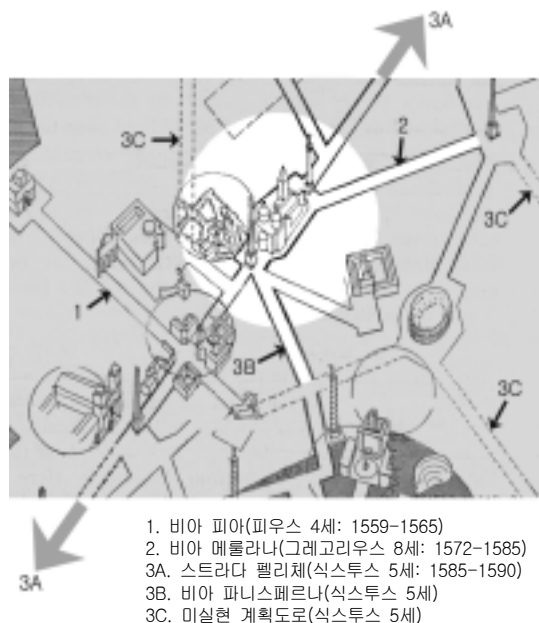 3A
2
3C
3C
1
3B
3C
3A
1. 비아 피아(피우스 4세: 1559-1565)
2. 비아 메룰라나(그레고리우스 8세: 1572-1585)
3A. 스트라다 펠리체(식스투스 5세: 1585-1590)
3B. 비아 파니스페르나(식스투스 5세)
3C. 미실현 계획도로(식스투스 5세)